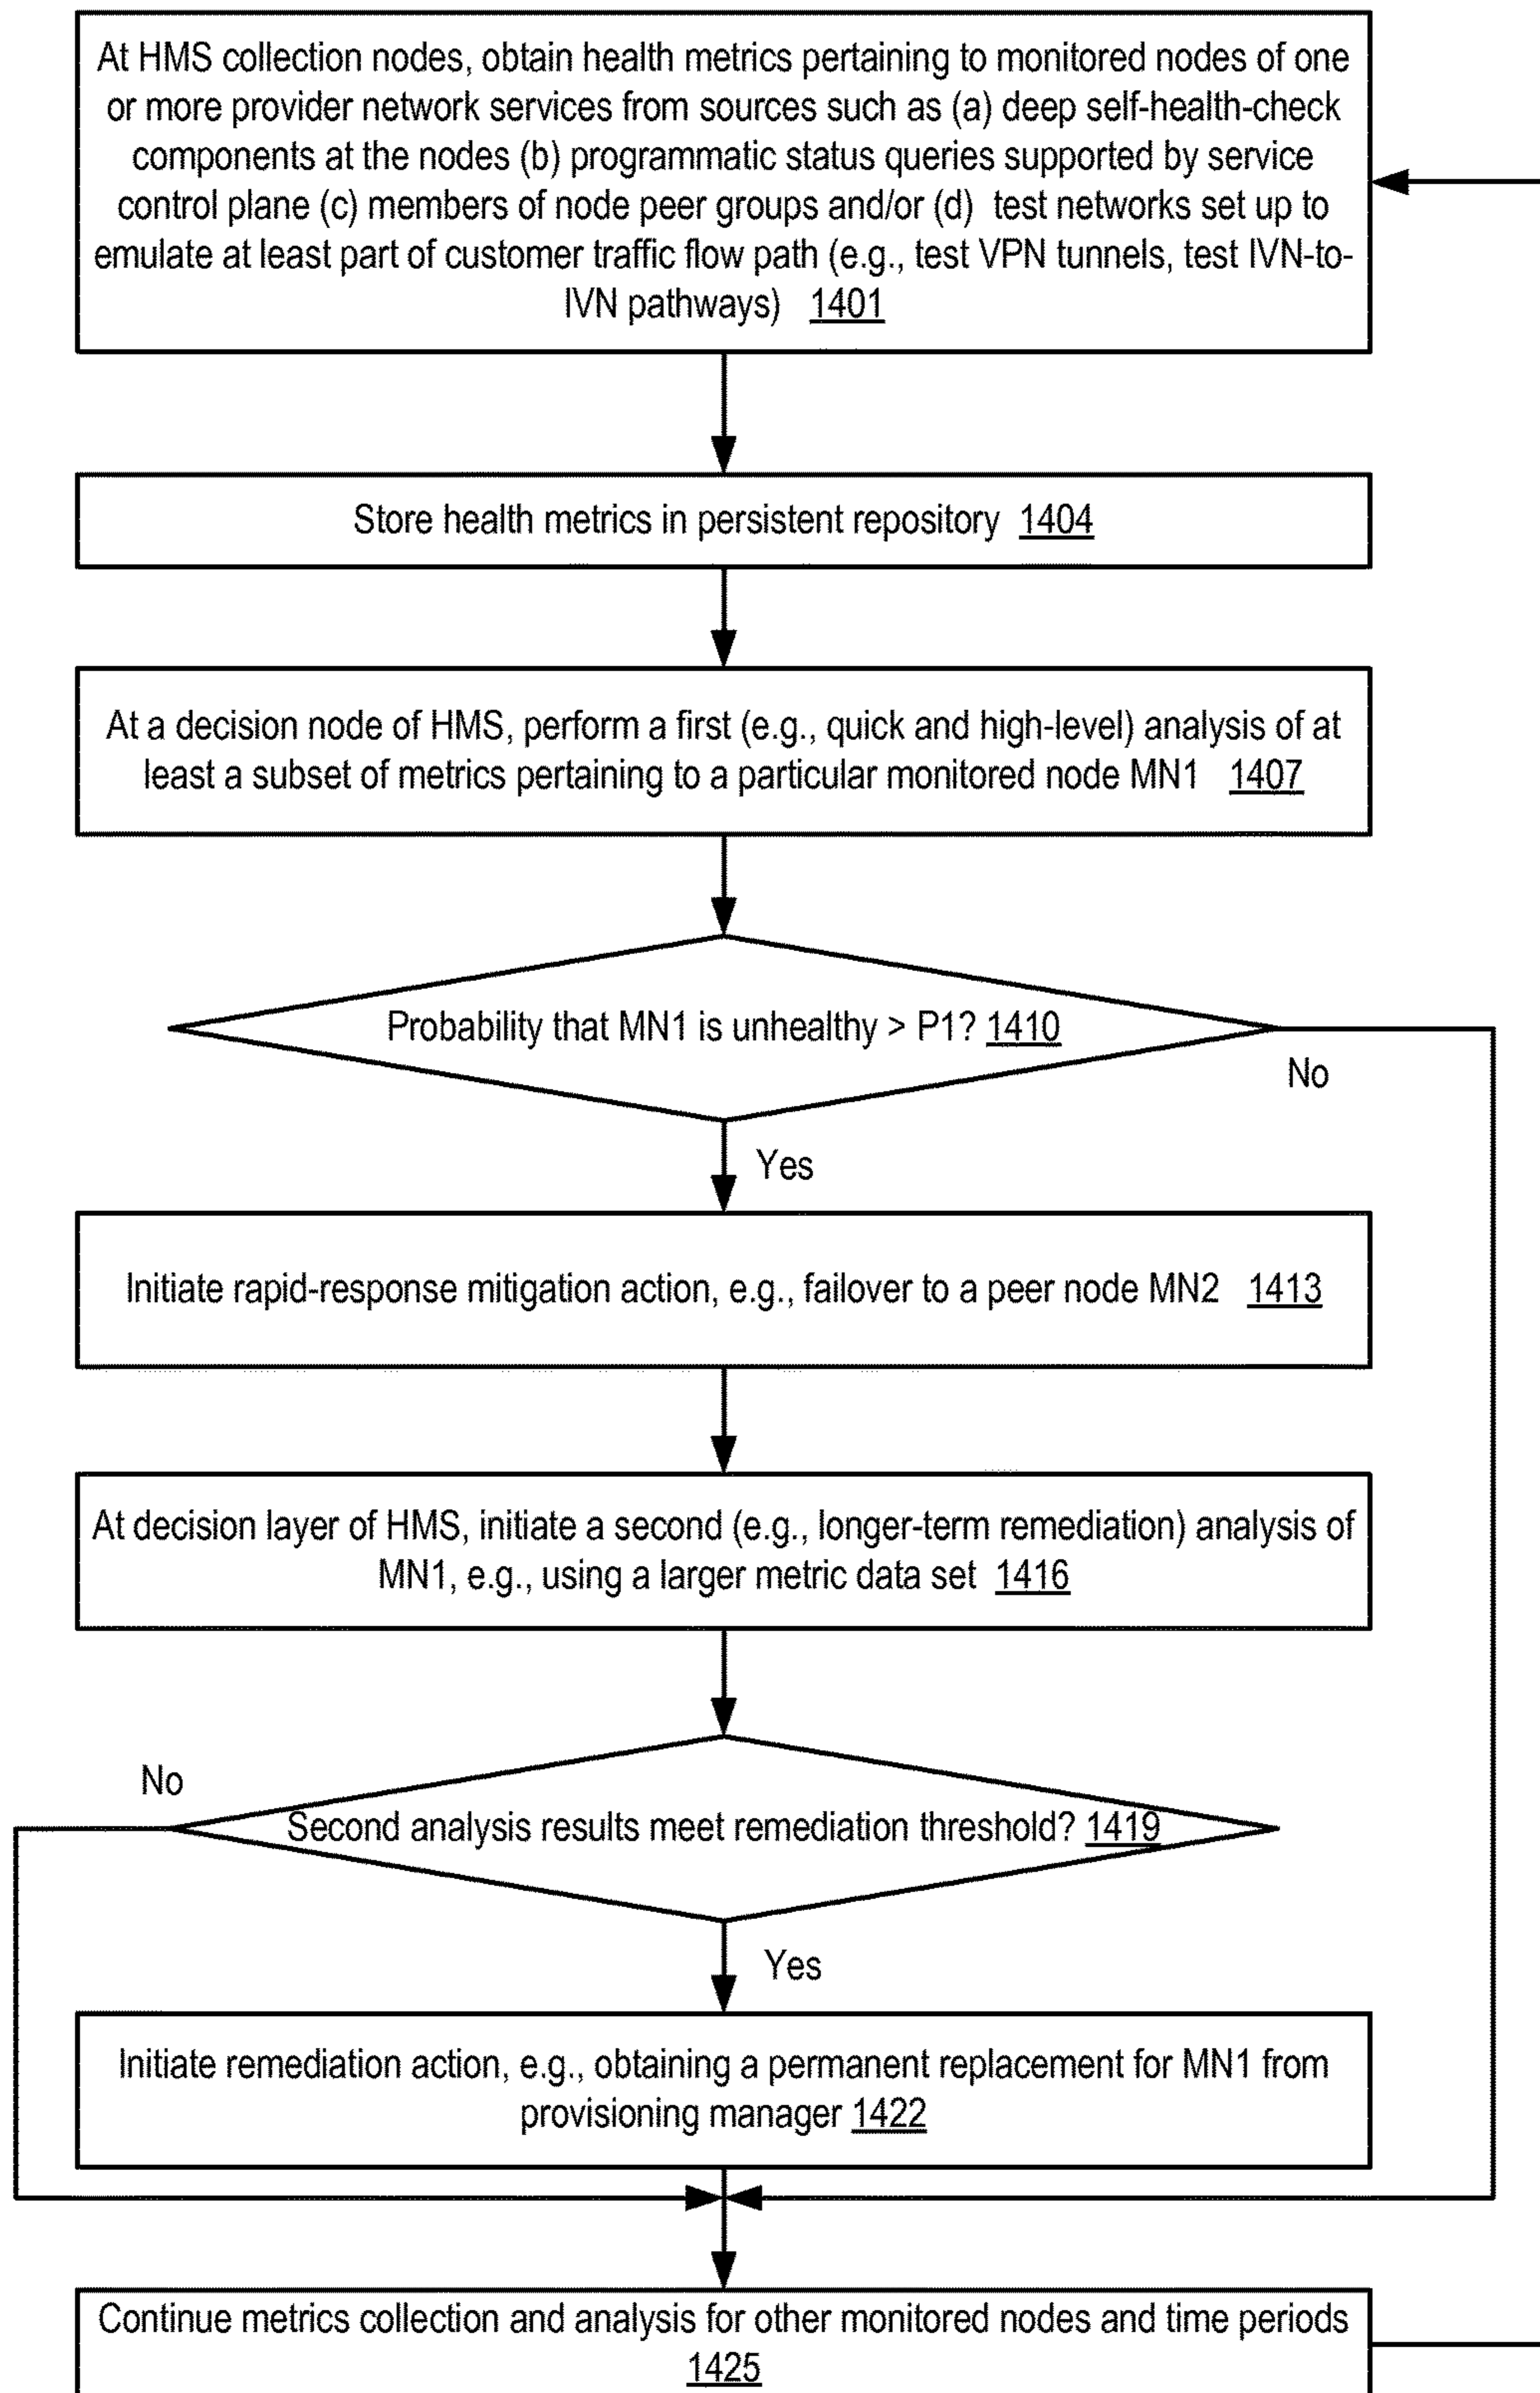 At HMS collection nodes, obtain health metrics pertaining to monitored nodes of one
or more provider network services from sources such as (a) deep self-health-check
components at the nodes (b) programmatic status queries supported by service
control plane (c) members of node peer groups and/or (d) test networks set up to
emulate at least part of customer traffic flow path (e.g., test VPN tunnels, test IVN-to-
IVN pathways) 1401
Store health metrics in persistent repository 1404
At a decision node of HMS, perform a first (e.g., quick and high-level) analysis of at
least a subset of metrics pertaining to a particular monitored node MN1 1407
Probability that MN1 is unhealthy > P1? 1410
No
Yes
Initiate rapid-response mitigation action, e.g., failover to a peer node MN2 1413
At decision layer of HMS, initiate a second (e.g., longer-term remediation) analysis of
MN1, e.g., using a larger metric data set 1416
No
Second analysis results meet remediation threshold? 1419
Yes
Initiate remediation action, e.g., obtaining a permanent replacement for MN1 from
provisioning manager 1422
Continue metrics collection and analysis for other monitored nodes and time periods
1425